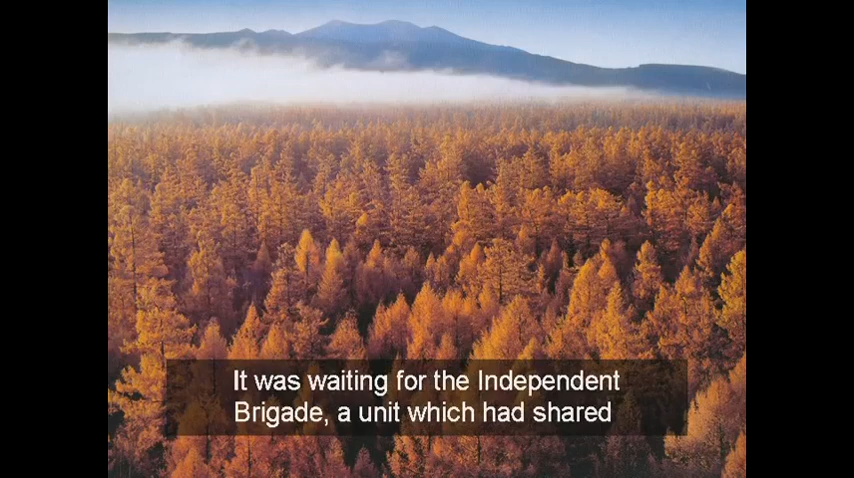 It was waiting for the Independent
Brigade, a unit which had shared